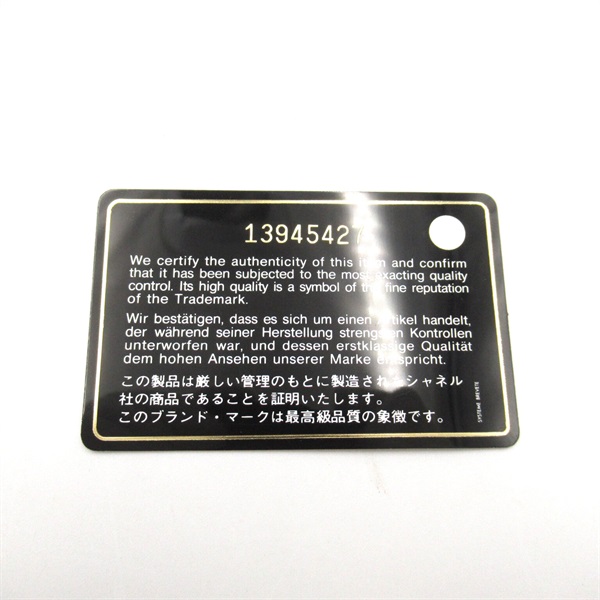 13945427
We certify the authenticity of this item and confirm
that it has been subjected to the most exacting quality
control. Its high quality is a symbol of the fine reputation
of the Trademark.
Wir bestätigen, dass es sich um einen Artikel handelt,
der während seiner Herstellung strengsten Kontrollen
unterworfen war, und dessen erstklassige Qualität
dem hohen Ansehen unserer Marke entspricht.
この製品は厳しい管理のもとに製造されたシャネル
社の商品であることを証明いたします。
このブランド・マークは最高級品質の象徴です。
SYSTEME BREVETE